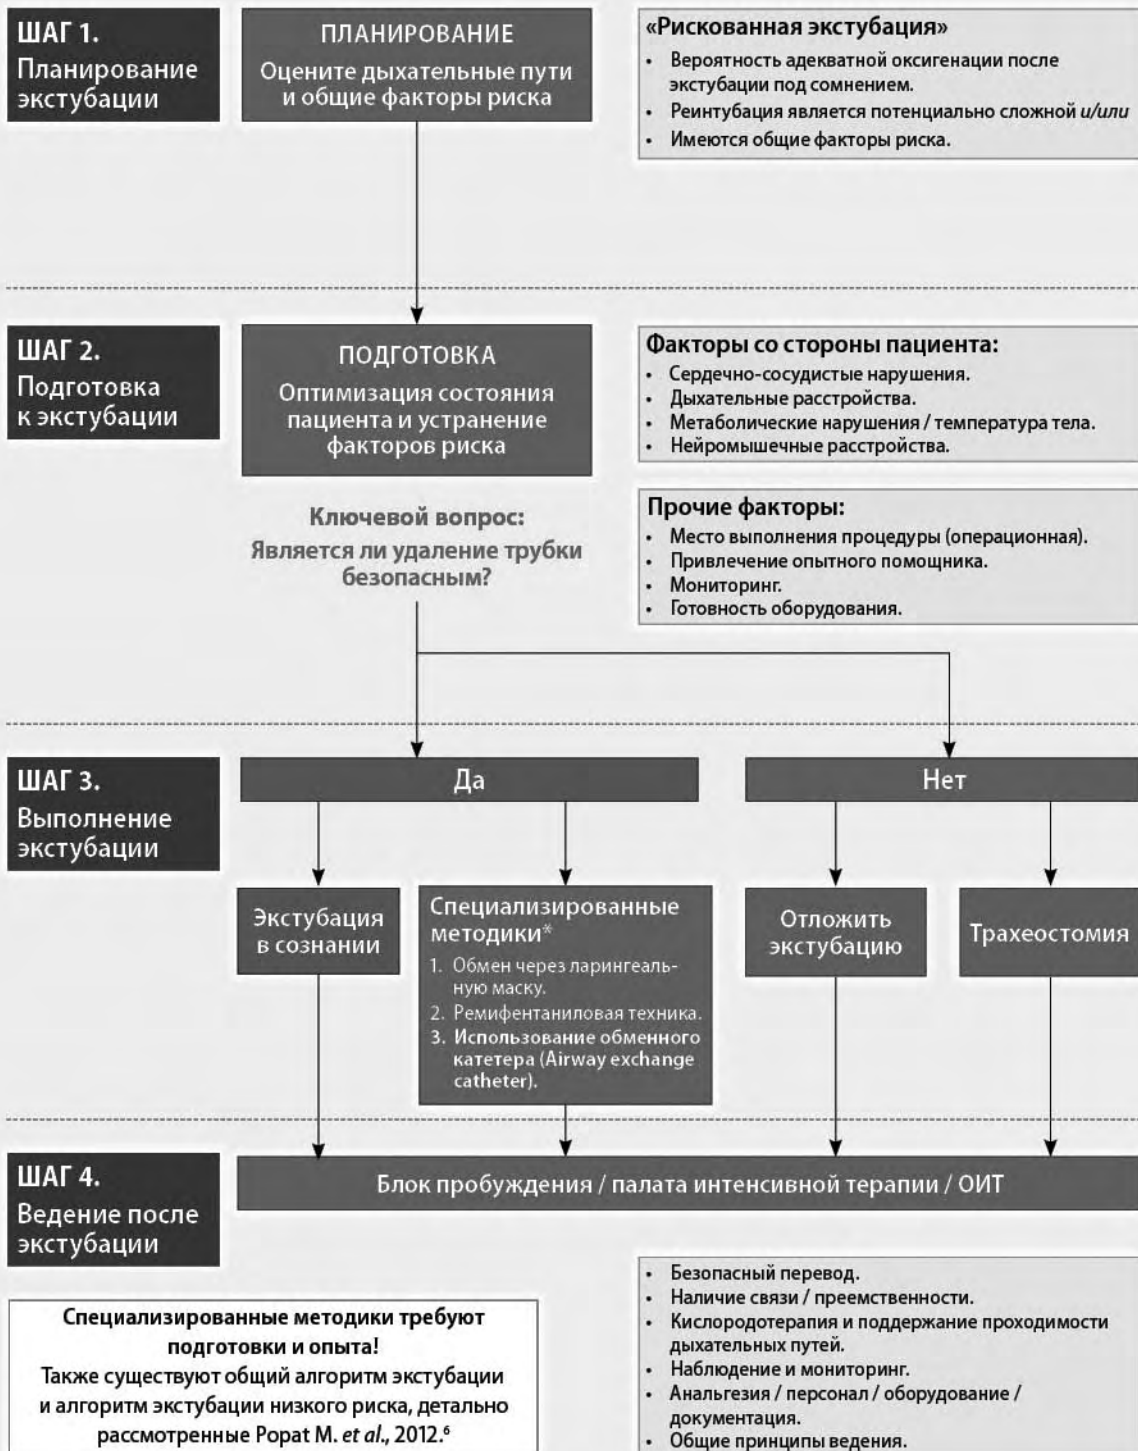 ШАГ 1.
Планирование
экстубации
ПЛАНИРОВАНИЕ
Оцените дыхательные пути
и общие факторы риска
«Рискованная экстубация»
• Вероятность адекватной оксигенации после
экстубации под сомнением.
• Реинтубация является потенциально сложной и/или
• Имеются общие факторы риска.
ШАГ 2.
Подготовка
к экстубации
ПОДГОТОВКА
Оптимизация состояния
пациента и устранение
факторов риска
Ключевой вопрос:
Является ли удаление трубки
безопасным?
Факторы со стороны пациента:
• Сердечно-сосудистые нарушения.
• Дыхательные расстройства.
• Метаболические нарушения / температура тела.
• Нейромышечные расстройства.
Прочие факторы:
• Место выполнения процедуры (операционная).
• Привлечение опытного помощника.
• Мониторинг.
• Готовность оборудования.
ШАГ 3.
Выполнение
экстубации
Да
Нет
Экстубация
в сознании
Специализированные
методики*
1. Обмен через ларингеаль-
ную маску.
2. Ремифентаниловая техника.
3. Использование обменного
катетера (Airway exchange
catheter).
Отложить
экстубацию
Трахеостомия
ШАГ 4.
Ведение после
экстубации
Блок пробуждения / палата интенсивной терапии / ОИТ
Специализированные методики требуют
подготовки и опыта!
Также существуют общий алгоритм экстубации
и алгоритм экстубации низкого риска, детально
рассмотренные Popat M. et al., 2012.⁶
• Безопасный перевод.
• Наличие связи / преемственности.
• Кислородотерапия и поддержание проходимости
дыхательных путей.
• Наблюдение и мониторинг.
• Анальгезия / персонал / оборудование /
документация.
• Общие принципы ведения.